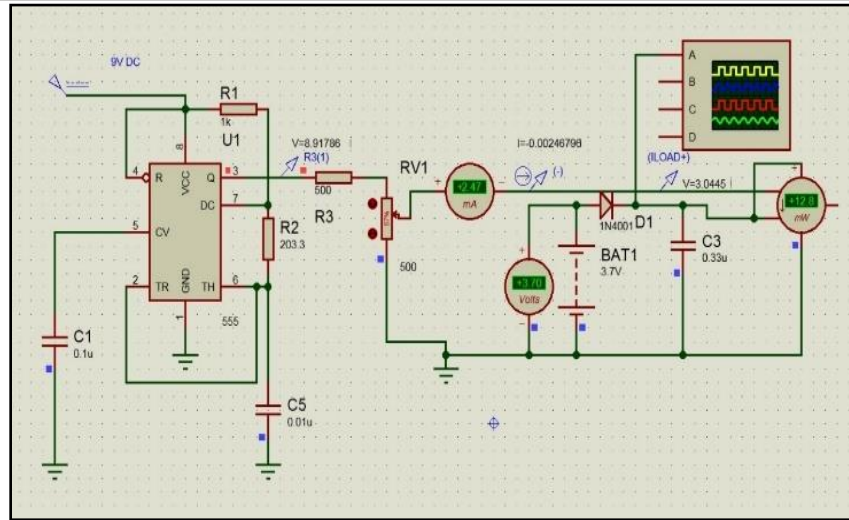 9V DC
R1
1k
U1
V=8.91786
R3(1)
8
VCC
4
R
Q
3
DC
7
5
CV
2
TR
GND
TH
6
1
555
R2
203.3
500
R3
RV1
57%
500
+2.47
mA
I=-0.00246796
(-)
(ILOAD+)
V=3.0445
A
B
C
D
+12.8
mW
1N4001
D1
BAT1
3.7V
+3.70
Volts
C3
0.33u
C1
0.1u
C5
0.01u